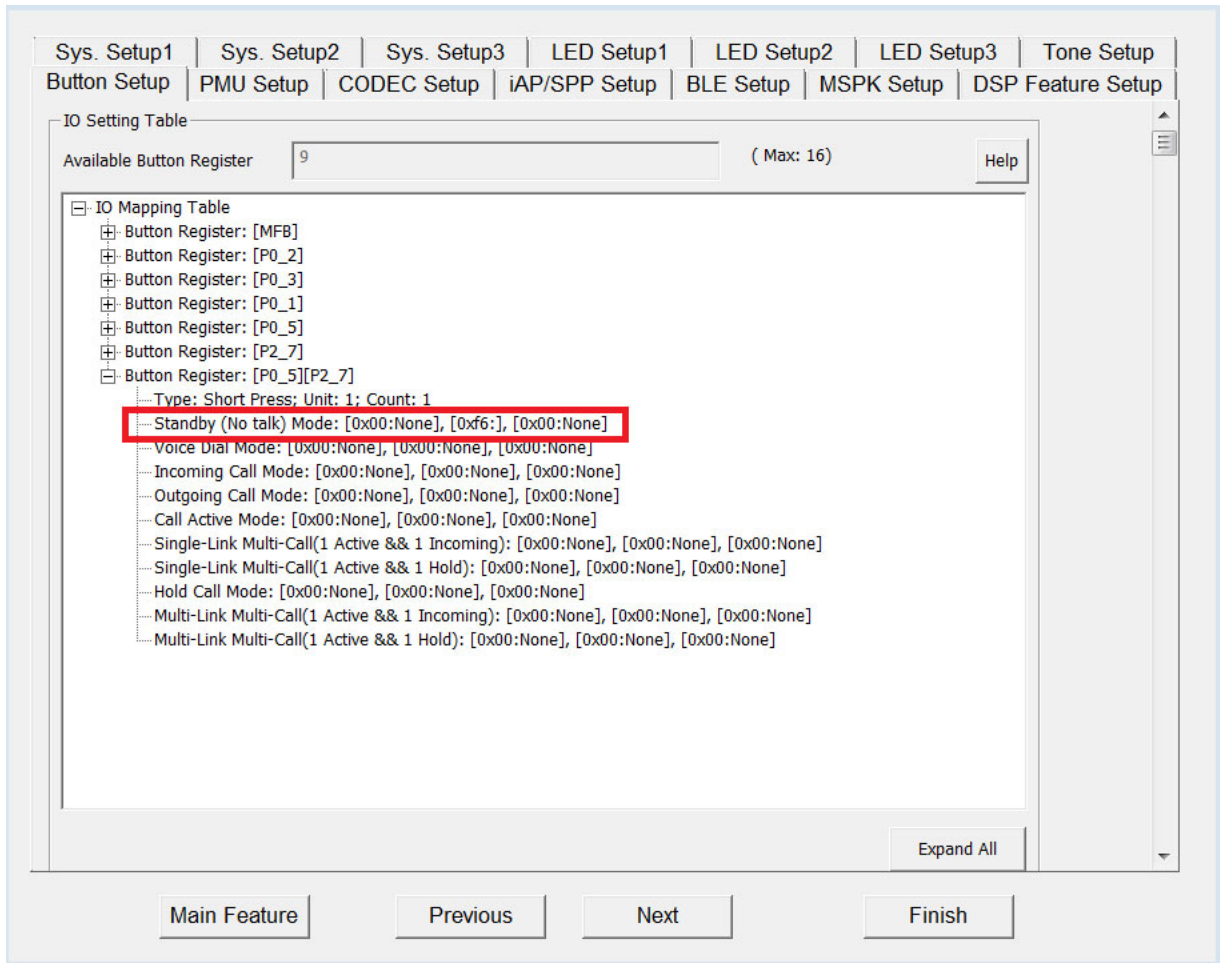 Sys. Setup1 Sys. Setup2 Sys. Setup3 LED Setup1 LED Setup2 LED Setup3 Tone Setup
Button Setup PMU Setup CODEC Setup iAP/SPP Setup BLE Setup MSPK Setup DSP Feature Setup
IO Setting Table
Available Button Register 9 ( Max: 16) Help
IO Mapping Table
Button Register: [MFB]
Button Register: [P0_2]
Button Register: [P0_3]
Button Register: [P0_1]
Button Register: [P0_5]
Button Register: [P2_7]
Button Register: [P0_5][P2_7]
Type: Short Press; Unit: 1; Count: 1
Standby (No talk) Mode: [0x00:None], [0xf6:], [0x00:None]
Voice Dial Mode: [0x00:None], [0x00:None], [0x00:None]
Incoming Call Mode: [0x00:None], [0x00:None], [0x00:None]
Outgoing Call Mode: [0x00:None], [0x00:None], [0x00:None]
Call Active Mode: [0x00:None], [0x00:None], [0x00:None]
Single-Link Multi-Call(1 Active && 1 Incoming): [0x00:None], [0x00:None], [0x00:None]
Single-Link Multi-Call(1 Active && 1 Hold): [0x00:None], [0x00:None], [0x00:None]
Hold Call Mode: [0x00:None], [0x00:None], [0x00:None]
Multi-Link Multi-Call(1 Active && 1 Incoming): [0x00:None], [0x00:None], [0x00:None]
Multi-Link Multi-Call(1 Active && 1 Hold): [0x00:None], [0x00:None], [0x00:None]
Expand All
Main Feature Previous Next Finish